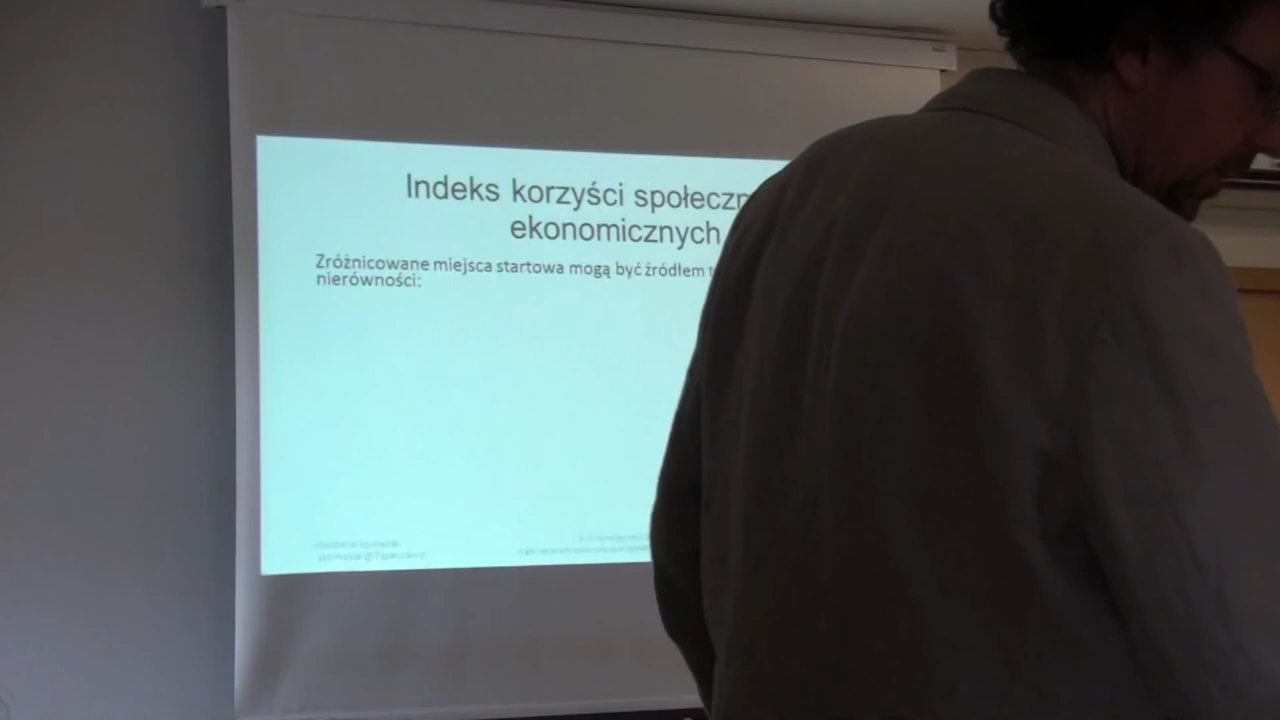 Indeks korzyści społeczn
ekonomicznych
Zróżnicowane miejsca startowa mogą być źródłem t
nierówności: